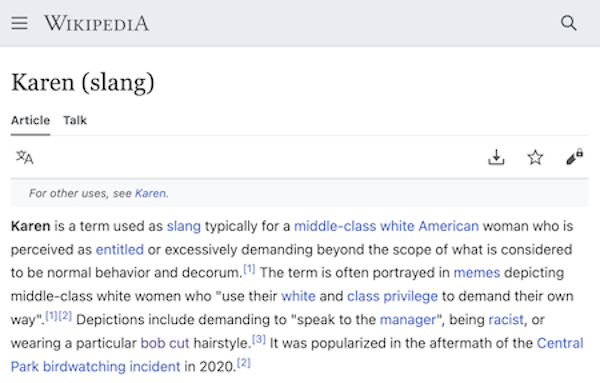 WIKIPEDIA
Karen (slang)
Article Talk
For other uses, see Karen.
Karen is a term used as slang typically for a middle-class white American woman who is
perceived as entitled or excessively demanding beyond the scope of what is considered
to be normal behavior and decorum.[1] The term is often portrayed in memes depicting
middle-class white women who "use their white and class privilege to demand their own
way".[1][2] Depictions include demanding to "speak to the manager", being racist, or
wearing a particular bob cut hairstyle.[3] It was popularized in the aftermath of the Central
Park birdwatching incident in 2020.[2]